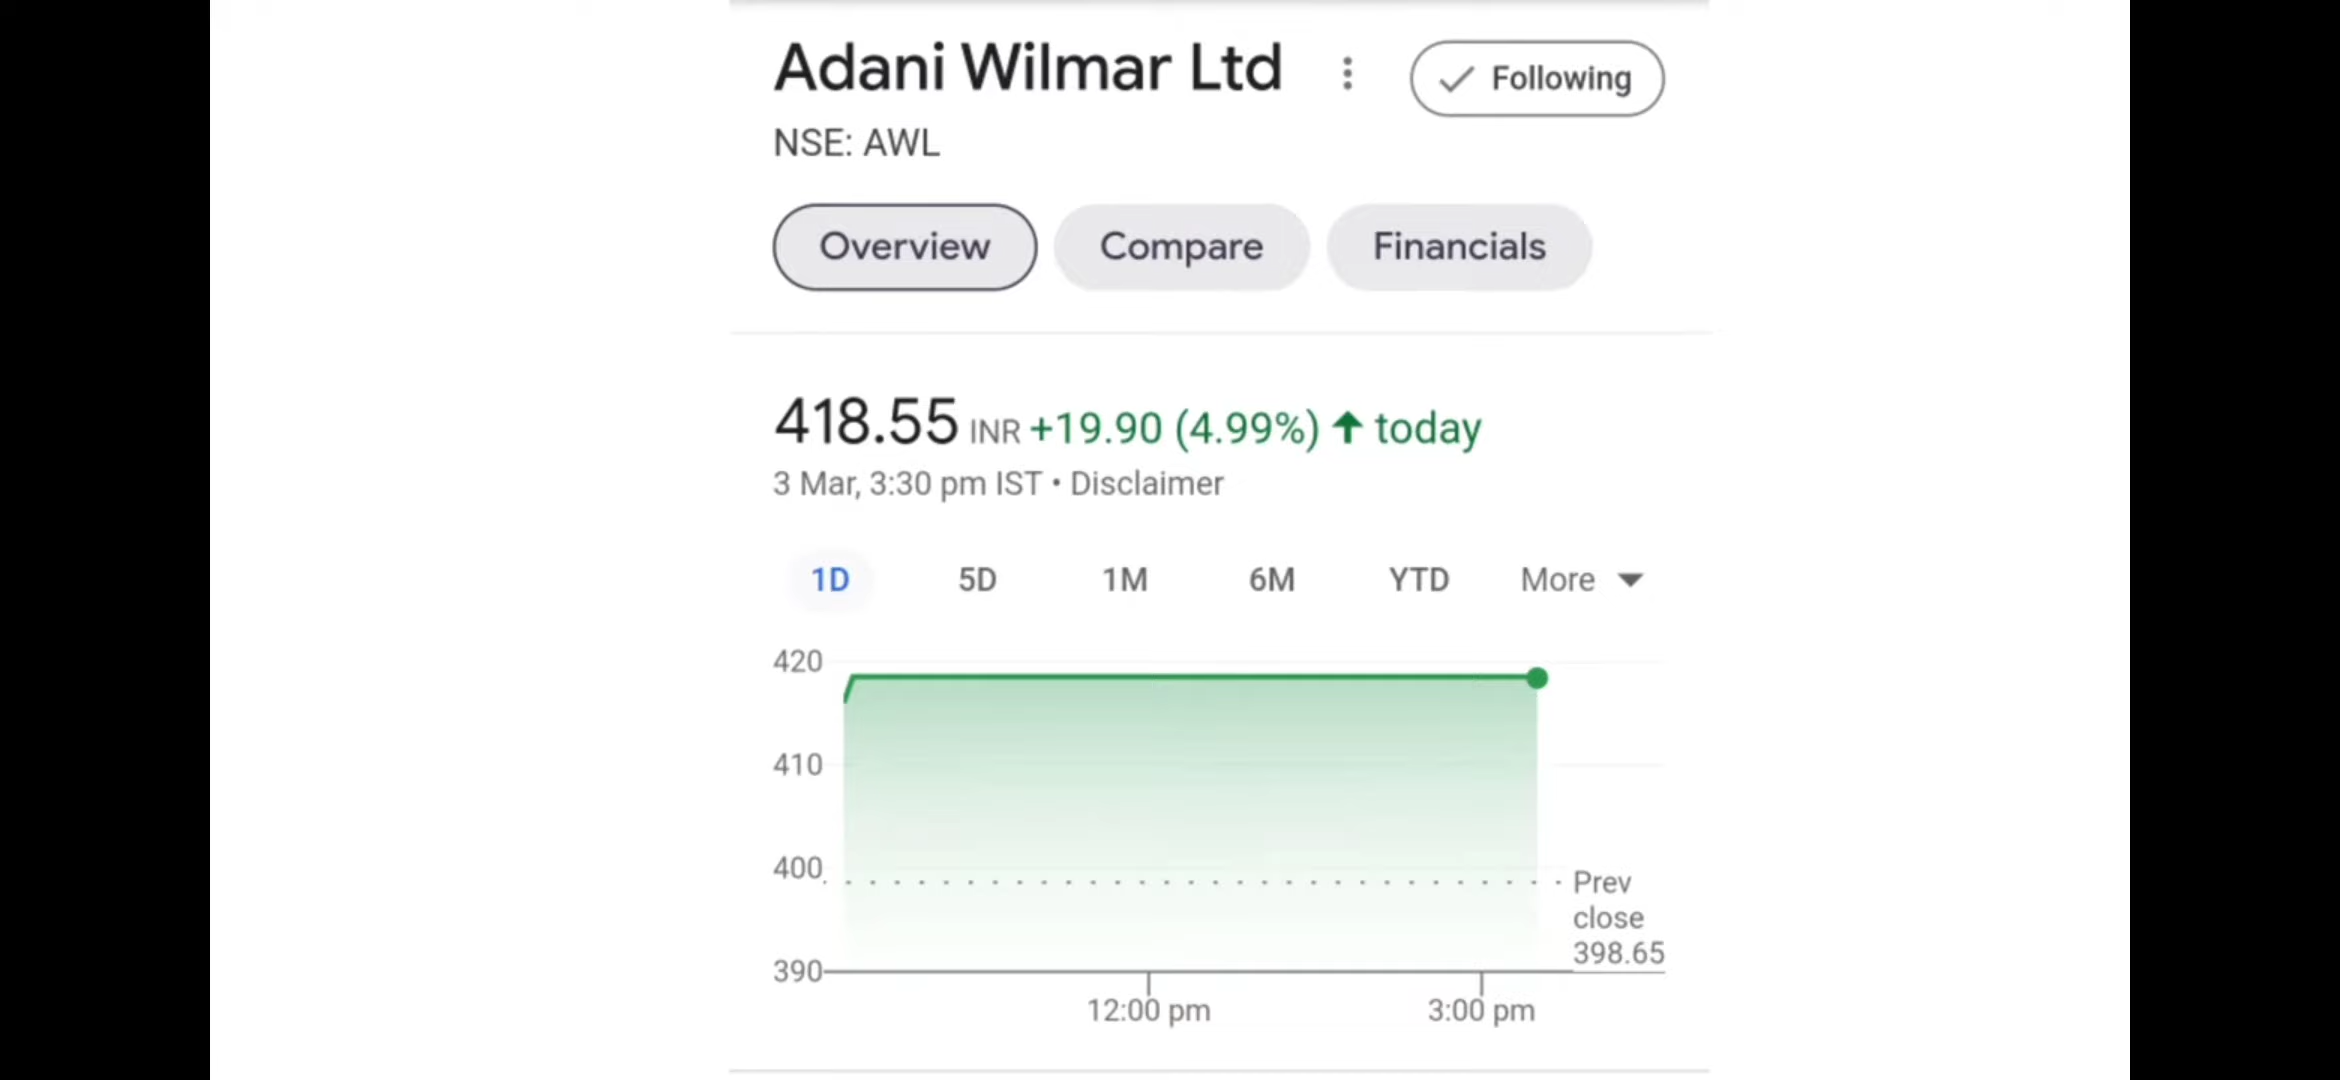 Adani Wilmar Ltd
Following
NSE: AWL
Overview Compare Financials
418.55 INR +19.90 (4.99%) ↑ today
3 Mar, 3:30 pm IST • Disclaimer
1D 5D 1M 6M YTD More
420
410
400
390
Prev
close
398.65
12:00 pm 3:00 pm